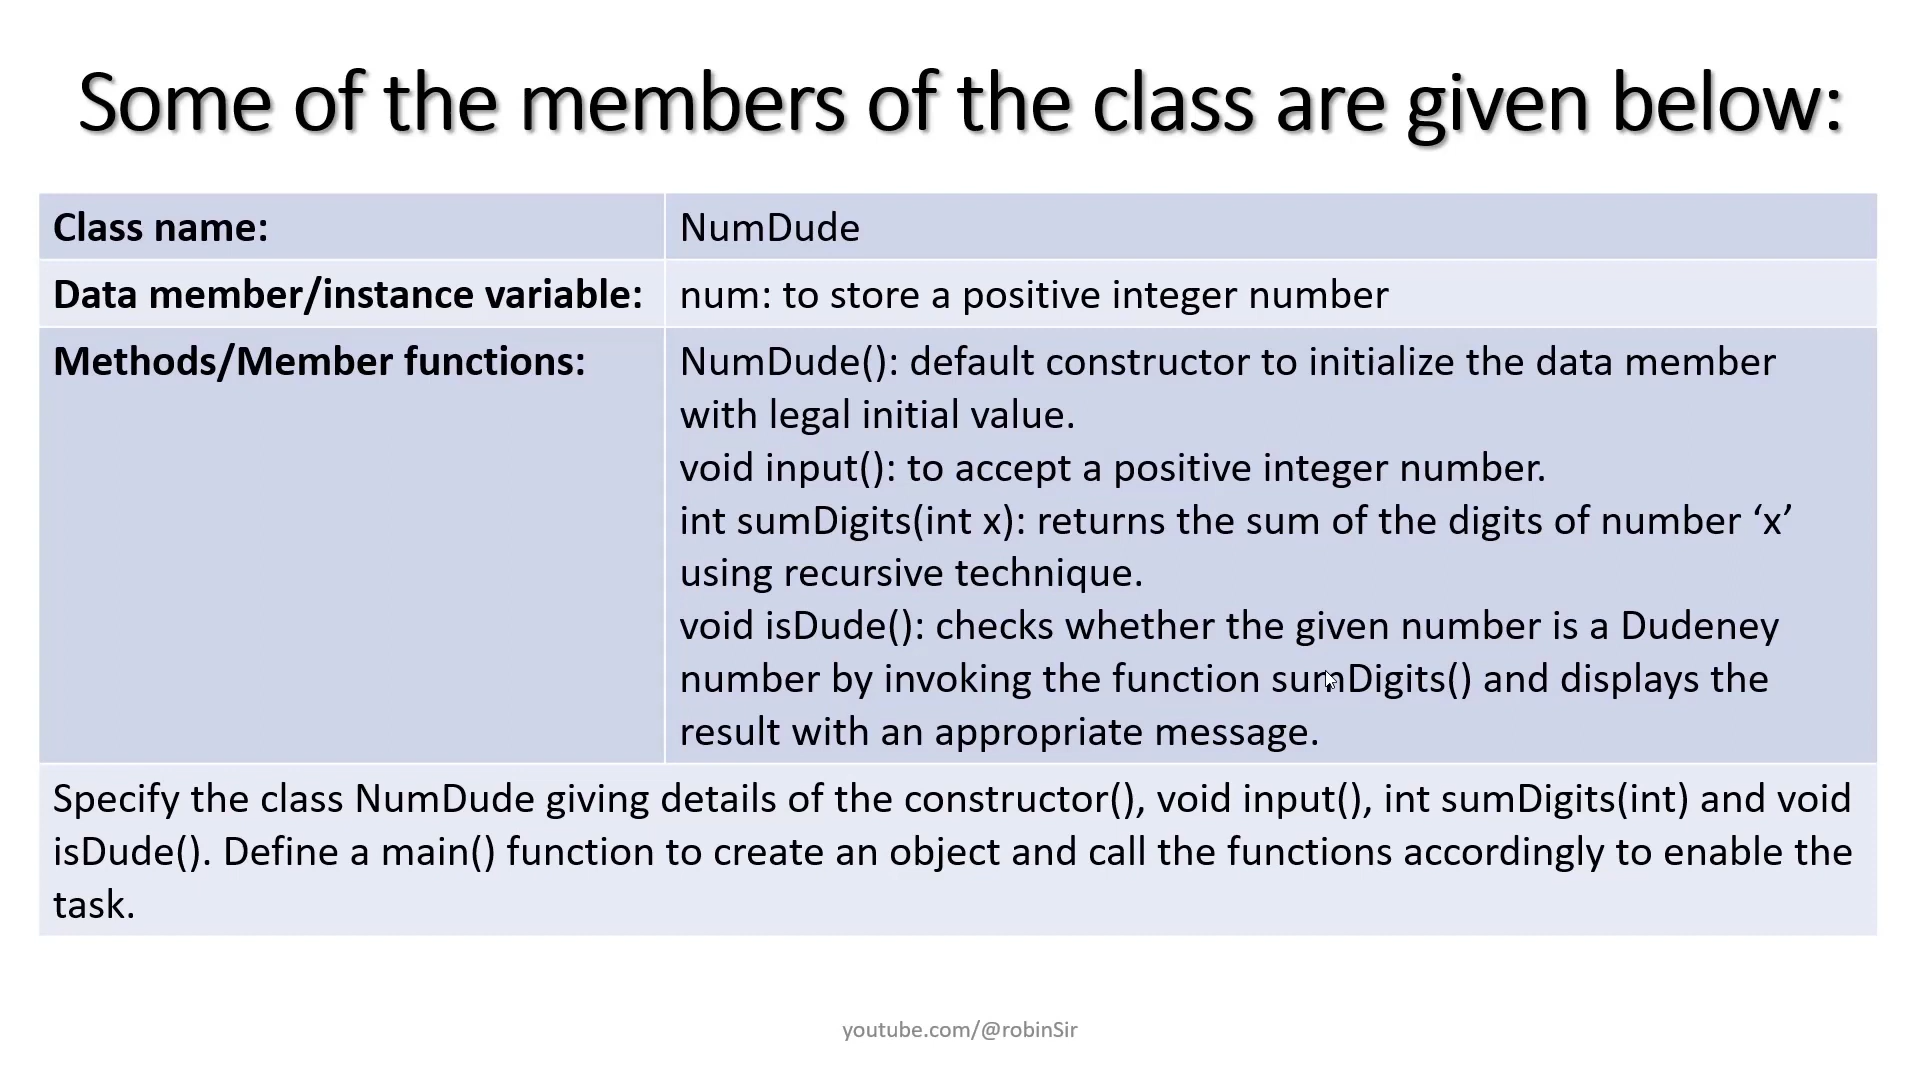 Some of the members of the class are given below:
Class name:
NumDude
Data member/instance variable:
num: to store a positive integer number
Methods/Member functions:
NumDude(): default constructor to initialize the data member
with legal initial value.
void input(): to accept a positive integer number.
int sumDigits(int x): returns the sum of the digits of number ‘x’
using recursive technique.
void isDude(): checks whether the given number is a Dudeney
number by invoking the function sumDigits() and displays the
result with an appropriate message.
Specify the class NumDude giving details of the constructor(), void input(), int sumDigits(int) and void
isDude(). Define a main() function to create an object and call the functions accordingly to enable the
task.
youtube.com/@robinSir